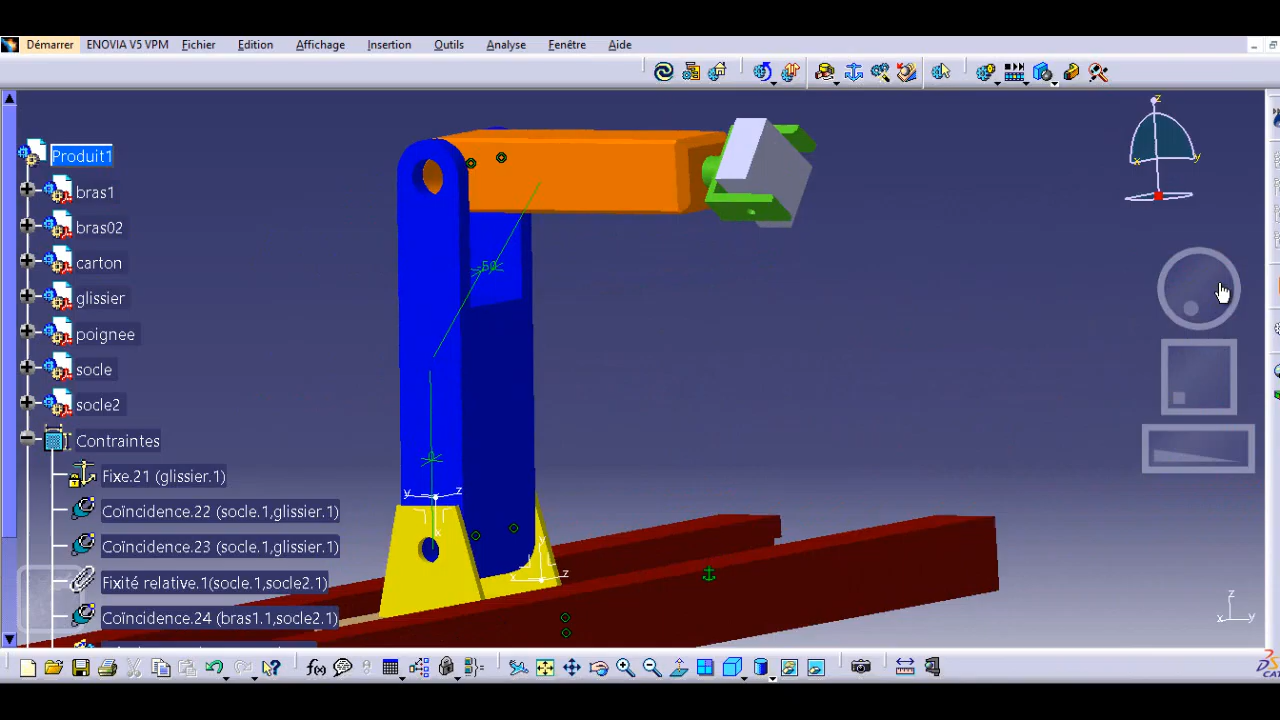 Démarrer ENOVIA V5 VPM Fichier Edition Affichage Insertion Outils Analyse Fenêtre Aide
Produit1
bras1
bras02
carton
glissier
poignee
socle
socle2
Contraintes
Fixe.21 (glissier.1)
Coïncidence.22 (socle.1,glissier.1)
Coïncidence.23 (socle.1,glissier.1)
Fixité relative.1(socle.1,socle2.1)
Coïncidence.24 (bras1.1,socle2.1)
z
y
x
y z
x
z
x z
z
x y
f(x)